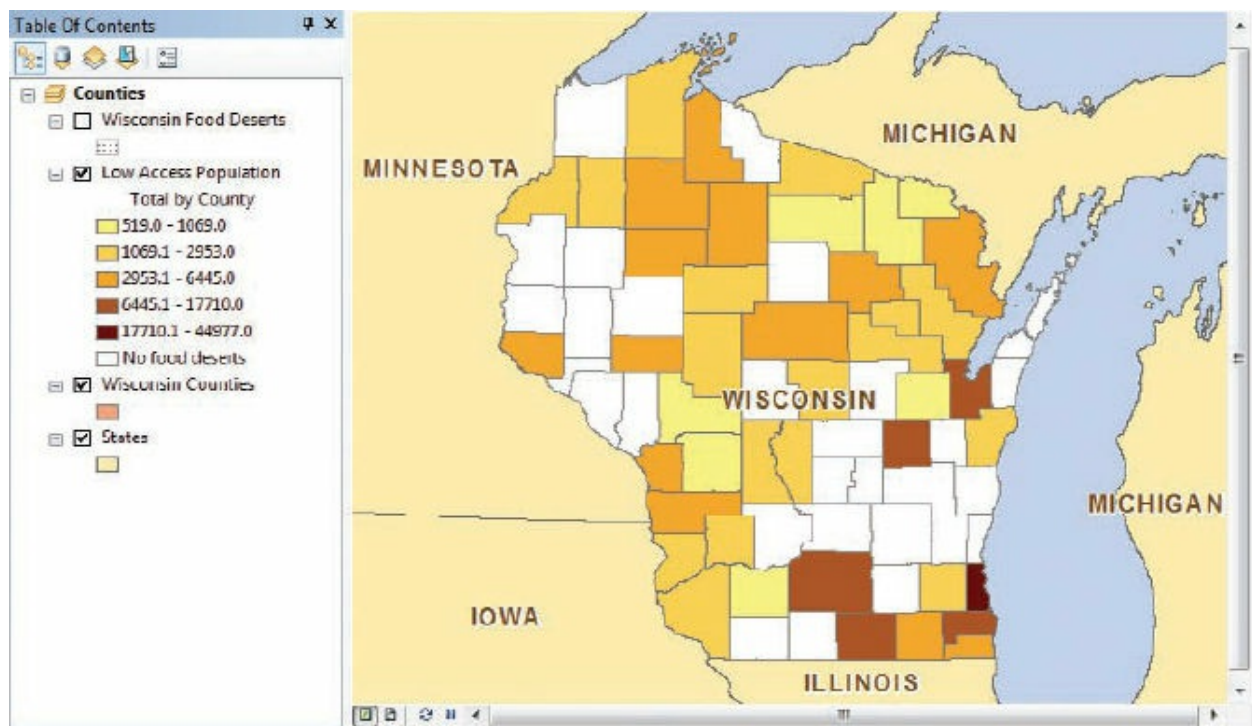 Table Of Contents
Counties
Wisconsin Food Deserts
Low Access Population
Total by County
519.0 - 1069.0
1069.1 - 2953.0
2953.1 - 6445.0
6445.1 - 17710.0
17710.1 - 44977.0
No food deserts
Wisconsin Counties
States
MICHIGAN
MINNESOTA
WISCONSIN
MICHIGAN
IOWA
ILLINOIS